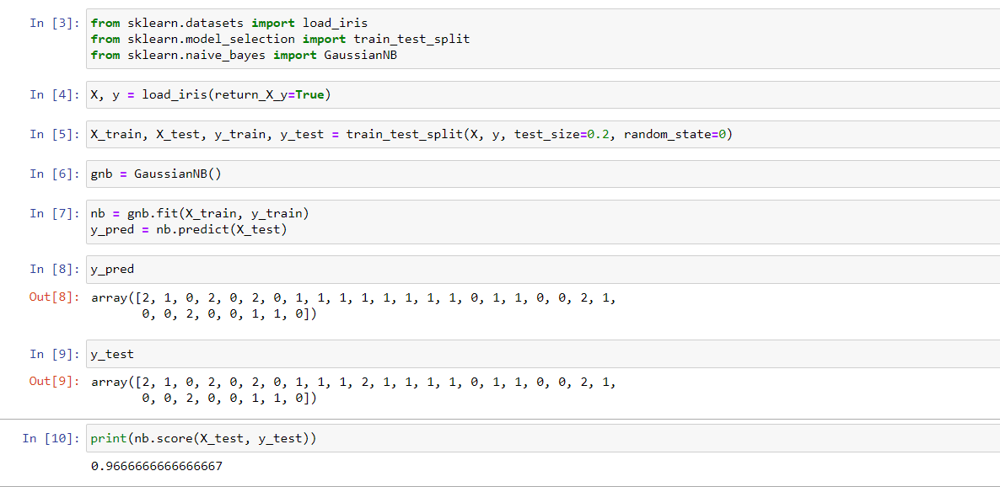 In [3]: from sklearn.datasets import load_iris
from sklearn.model_selection import train_test_split
from sklearn.naive_bayes import GaussianNB
In [4]: X, y = load_iris(return_X_y=True)
In [5]: X_train, X_test, y_train, y_test = train_test_split(X, y, test_size=0.2, random_state=0)
In [6]: gnb = GaussianNB()
In [7]: nb = gnb.fit(X_train, y_train)
y_pred = nb.predict(X_test)
In [8]: y_pred
Out[8]: array([2, 1, 0, 2, 0, 2, 0, 1, 1, 1, 1, 1, 1, 1, 1, 0, 1, 1, 0, 0, 2, 1,
0, 0, 2, 0, 0, 1, 1, 0])
In [9]: y_test
Out[9]: array([2, 1, 0, 2, 0, 2, 0, 1, 1, 1, 2, 1, 1, 1, 1, 0, 1, 1, 0, 0, 2, 1,
0, 0, 2, 0, 0, 1, 1, 0])
In [10]: print(nb.score(X_test, y_test))
0.9666666666666667